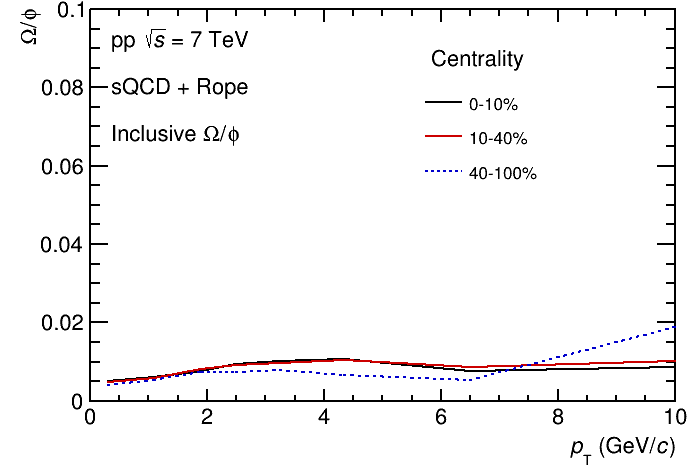 Ω/ϕ
0.1
0.08
0.06
0.04
0.02
0
pp √s = 7 TeV
sQCD + Rope
Inclusive Ω/ϕ
Centrality
0-10%
10-40%
40-100%
0 2 4 6 8 10
p_T (GeV/c)